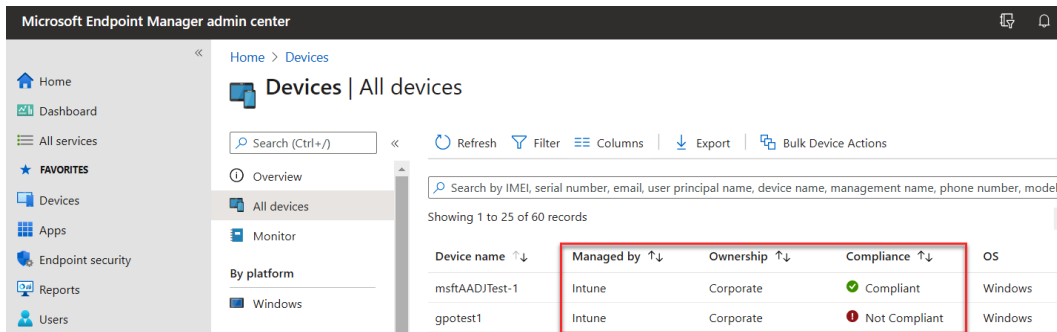 Microsoft Endpoint Manager admin center
«
Home
Dashboard
All services
FAVORITES
Devices
Apps
Endpoint security
Reports
Users
Home > Devices
Devices | All devices
Search (Ctrl+/)
«
Overview
All devices
Monitor
By platform
Windows
Refresh Filter Columns Export Bulk Device Actions
Search by IMEI, serial number, email, user principal name, device name, management name, phone number, model
Showing 1 to 25 of 60 records
Device name ↑↓ Managed by ↑↓ Ownership ↑↓ Compliance ↑↓ OS
msftAADJTest-1 Intune Corporate Compliant Windows
gpotest1 Intune Corporate Not Compliant Windows